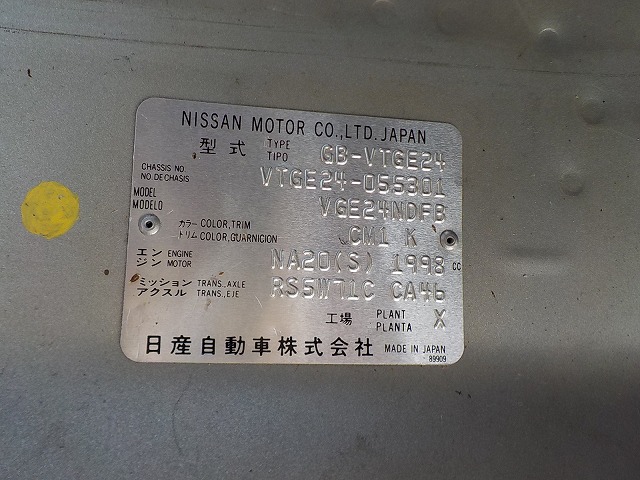 NISSAN MOTOR CO.,LTD. JAPAN
型式 TYPE TIPO GB-VTGE24
CHASSIS NO. NO. DE CHASIS VTGE24-055301
MODEL MODELO VGE24NDFB
カラー COLOR,TRIM
トリム COLOR,GUARNICION CM1 K
エンジン ENGINE MOTOR NA20(S) 1998 CC
ミッション TRANS.,AXLE
アクスル TRANS.,EJE RS5W71C CA46
工場 PLANT PLANTA X
日産自動車株式会社 MADE IN JAPAN
89909